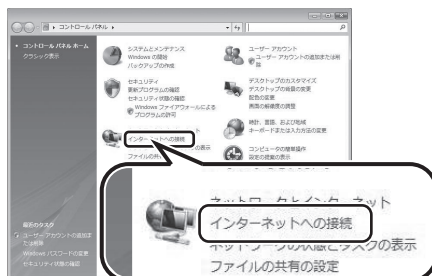 コントロール パネル
コントロール パネル ホーム
クラシック表示
システムとメンテナンス
Windows の開始
バックアップの作成
セキュリティ
更新プログラムの確認
セキュリティ状態の確認
Windows ファイアウォールによる
プログラムの許可
インターネットへの接続
の表示
ファイルの共有
ユーザー アカウント
ユーザー アカウントの追加または削
除
デスクトップのカスタマイズ
デスクトップの背景の変更
配色の変更
画面の解像度の調整
時計、言語、および地域
キーボードまたは入力方法の変更
コンピュータの簡単操作
設定の提案の表示
最近のタスク
ユーザー アカウントの追加ま
たは削除
Windows パスワードの変更
セキュリティ状態の確認
ネットワークとインターネット
インターネットへの接続
ネットワークの状態とタスクの表示
ファイルの共有の設定